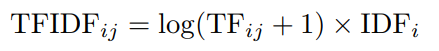 TFIDF_{ij} = log(TF_{ij} + 1) × IDF_i